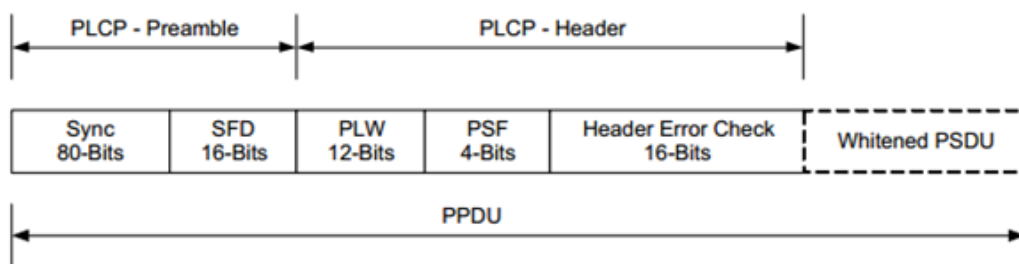 PLCP - Preamble
PLCP - Header
Sync
80-Bits
SFD
16-Bits
PLW
12-Bits
PSF
4-Bits
Header Error Check
16-Bits
Whitened PSDU
PPDU